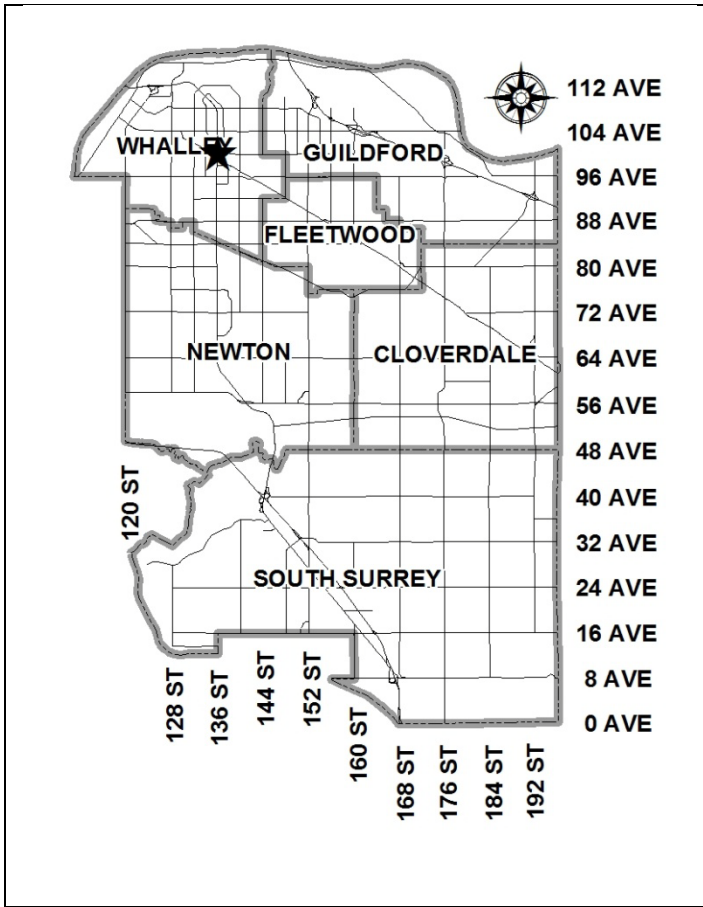 112 AVE
104 AVE
WHALLEY
GUILDFORD
96 AVE
88 AVE
FLEETWOOD
80 AVE
72 AVE
NEWTON
CLOVERDALE
64 AVE
56 AVE
48 AVE
120 ST
40 AVE
32 AVE
SOUTH SURREY
24 AVE
16 AVE
8 AVE
0 AVE
128 ST
136 ST
144 ST
152 ST
160 ST
168 ST
176 ST
184 ST
192 ST